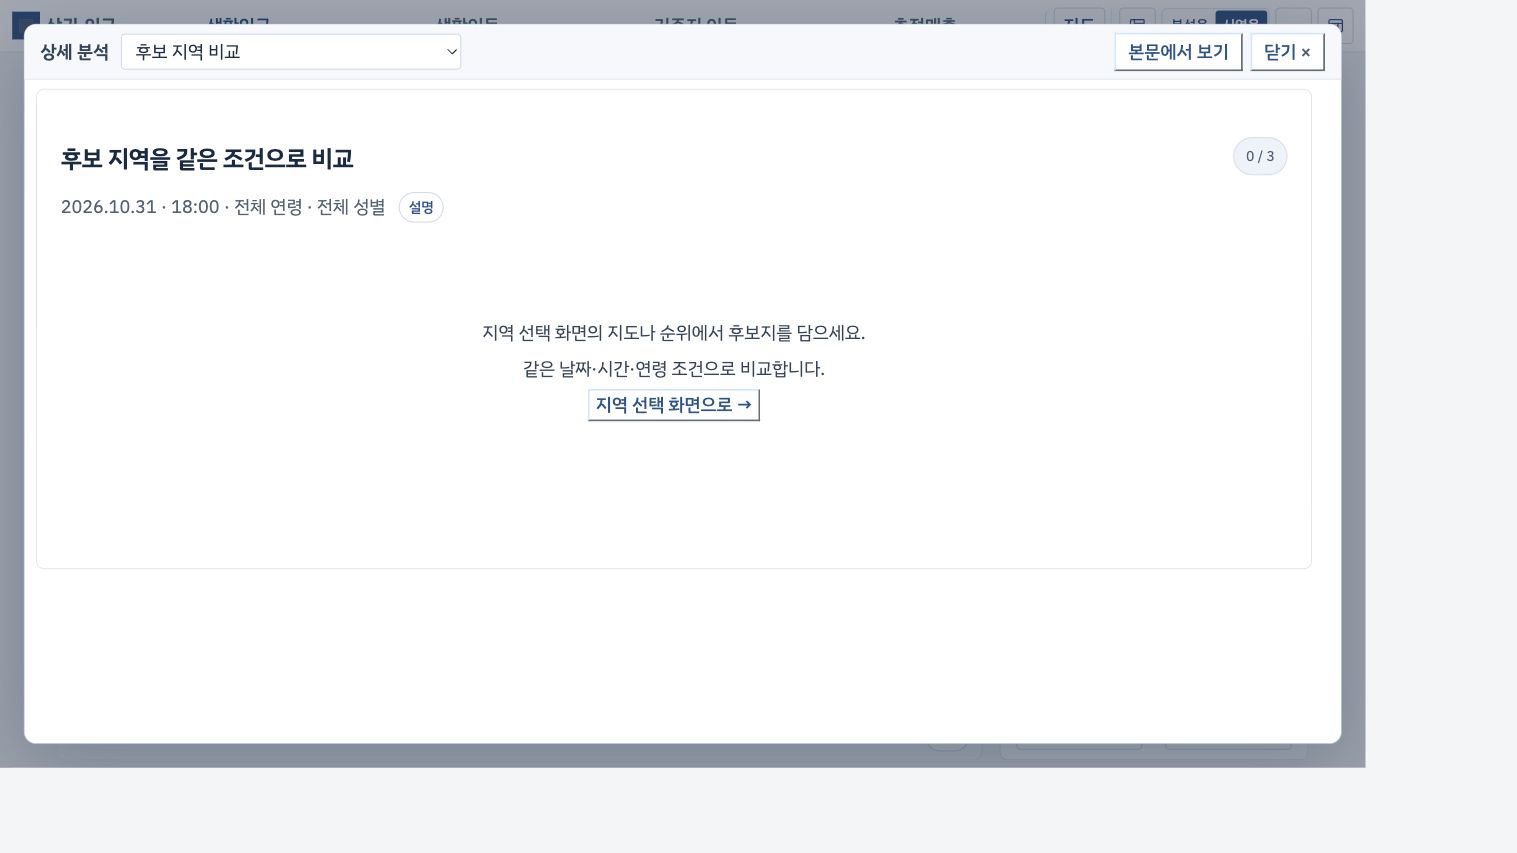 상세 분석
후보 지역 비교
본문에서 보기
닫기 ×
후보 지역을 같은 조건으로 비교
0 / 3
2026.10.31 · 18:00 · 전체 연령 · 전체 성별
설명
지역 선택 화면의 지도나 순위에서 후보지를 담으세요.
같은 날짜·시간·연령 조건으로 비교합니다.
지역 선택 화면으로 →